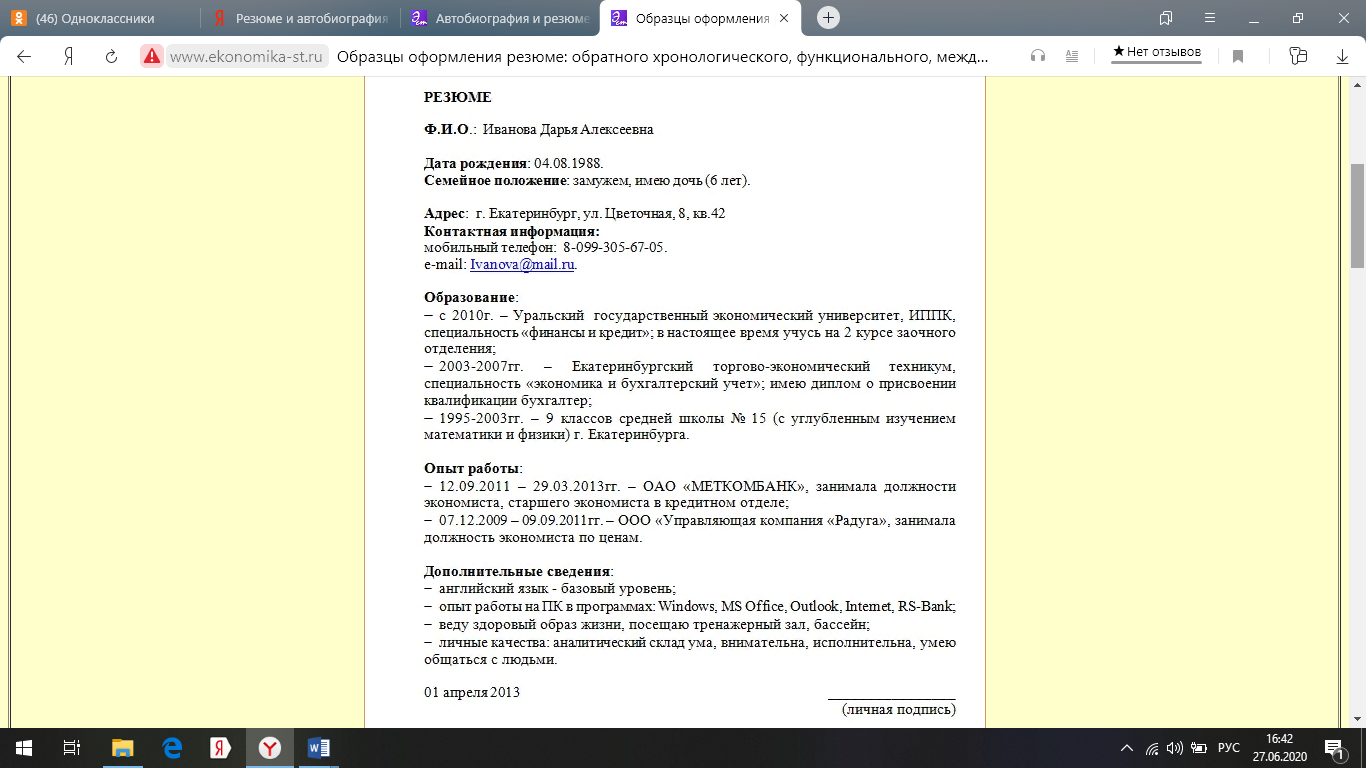 (46) Одноклассники
Резюме и автобиография
Автобиография и резюме
Образцы оформления
www.ekonomika-st.ru Образцы оформления резюме: обратного хронологического, функционального, межд...
Нет отзывов
РЕЗЮМЕ
Ф.И.О.: Иванова Дарья Алексеевна
Дата рождения: 04.08.1988.
Семейное положение: замужем, имею дочь (6 лет).
Адрес: г. Екатеринбург, ул. Цветочная, 8, кв.42
Контактная информация:
мобильный телефон: 8-099-305-67-05.
e-mail: Ivanova@mail.ru.
Образование:
– с 2010г. – Уральский государственный экономический университет, ИППК,
специальность «финансы и кредит»; в настоящее время учусь на 2 курсе заочного
отделения;
– 2003-2007гг. – Екатеринбургский торгово-экономический техникум,
специальность «экономика и бухгалтерский учет»; имею диплом о присвоении
квалификации бухгалтер;
– 1995-2003гг. – 9 классов средней школы № 15 (с углубленным изучением
математики и физики) г. Екатеринбурга.
Опыт работы:
– 12.09.2011 – 29.03.2013гг. – ОАО «МЕТКОМБАНК», занимала должности
экономиста, старшего экономиста в кредитном отделе;
– 07.12.2009 – 09.09.2011гг. – ООО «Управляющая компания «Радуга», занимала
должность экономиста по ценам.
Дополнительные сведения:
– английский язык - базовый уровень;
– опыт работы на ПК в программах: Windows, MS Office, Outlook, Internet, RS-Bank;
– веду здоровый образ жизни, посещаю тренажерный зал, бассейн;
– личные качества: аналитический склад ума, внимательна, исполнительна, умею
общаться с людьми.
01 апреля 2013 _________________
(личная подпись)
РУС
16:42
27.06.2020
1